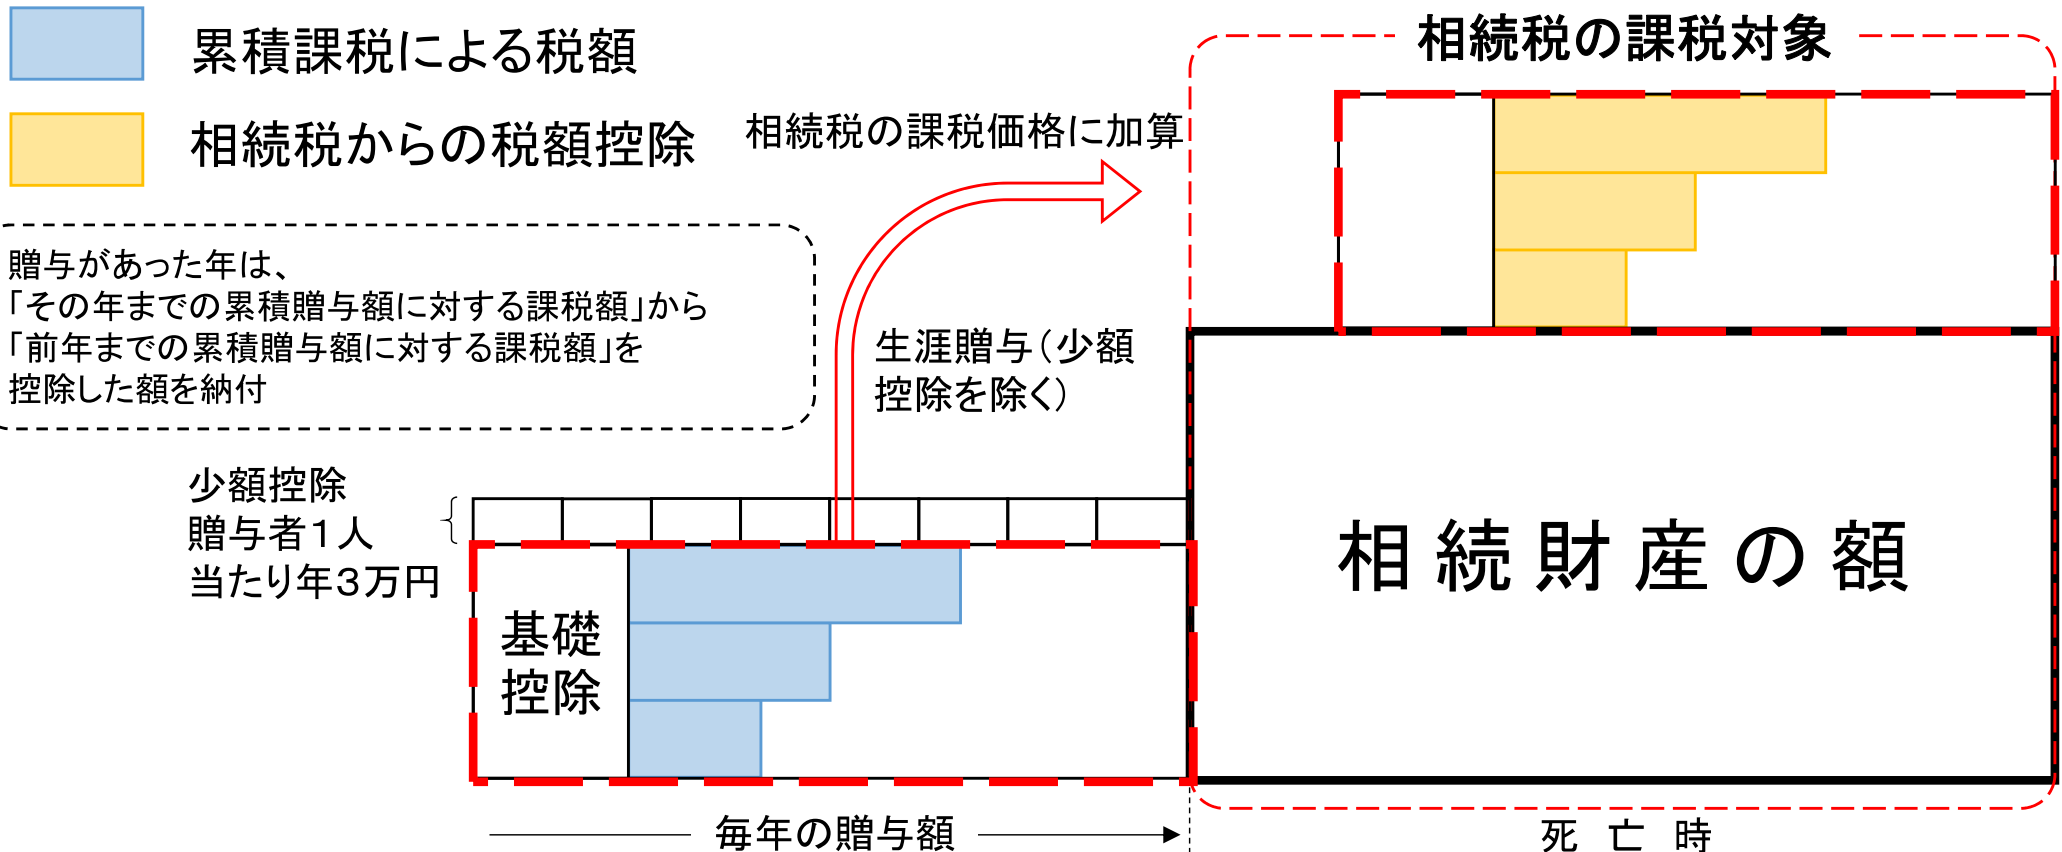 累積課税による税額
相続税からの税額控除
相続税の課税対象
相続税の課税価格に加算
贈与があった年は、
「その年までの累積贈与額に対する課税額」から
「前年までの累積贈与額に対する課税額」を
控除した額を納付
生涯贈与（少額
控除を除く）
少額控除
贈与者１人
当たり年３万円
基礎
控除
相続財産の額
毎年の贈与額
死亡時